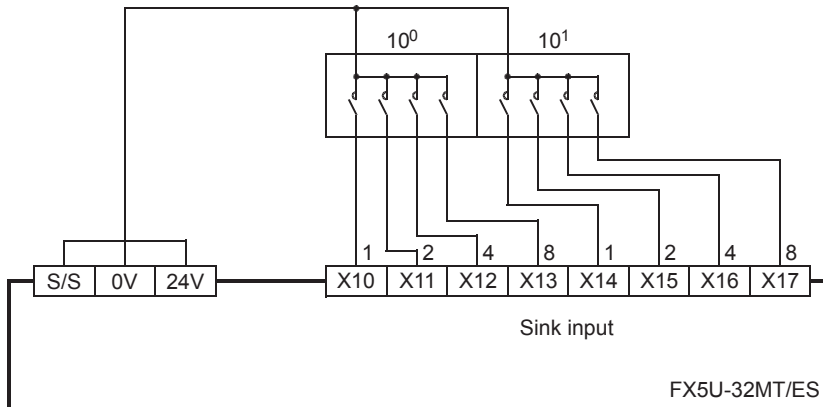 10⁰ 10¹
1 2 4 8 1 2 4 8
S/S 0V 24V X10 X11 X12 X13 X14 X15 X16 X17
Sink input
FX5U-32MT/ES